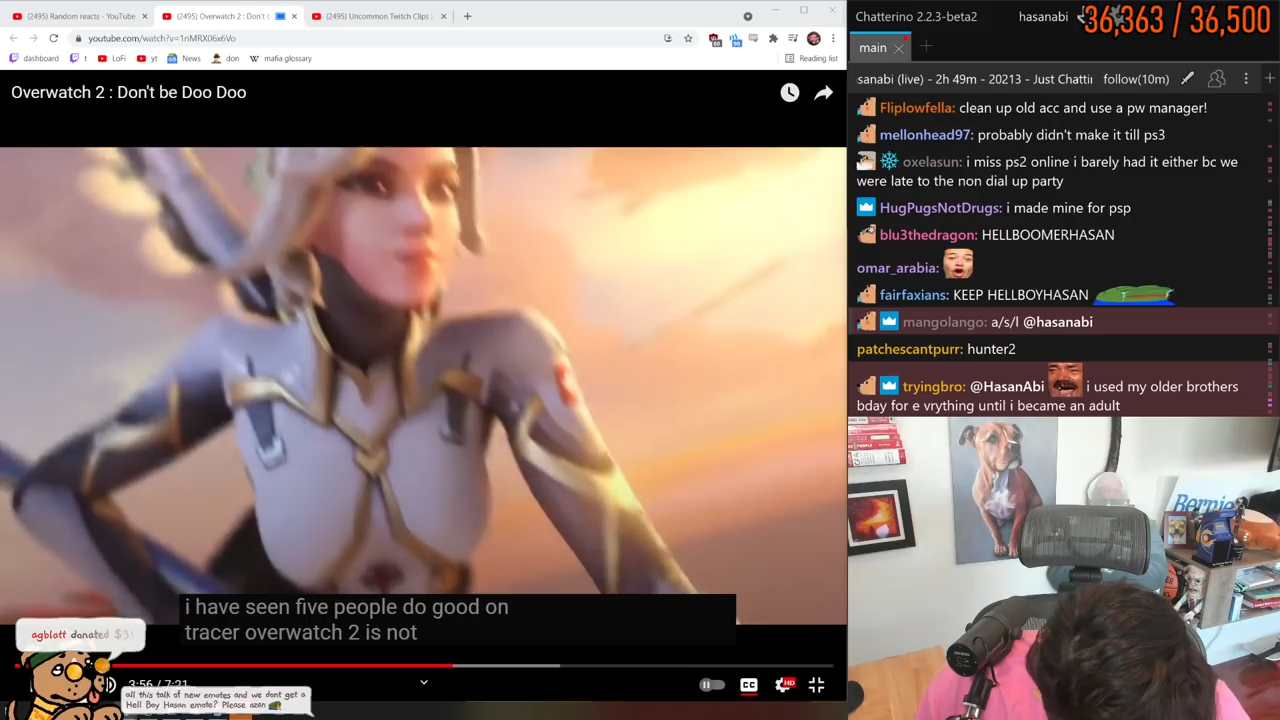 (2495) Random reacts - YouTube
(2495) Overwatch 2 : Don't b
(2495) Uncommon Twitch Clips |
youtube.com/watch?v=1nMRX06x6Vo
dashboard
t
LoFi
yt
News
don
mafia glossary
Reading list
Overwatch 2 : Don't be Doo Doo
i have seen five people do good on
tracer overwatch 2 is not
agblatt donated $3
3:56 / 7:21
CC
HD
all this talk of new emotes and we dont get a
Hell Boy Hasan emote? Please azan
Chatterino 2.2.3-beta2
hasanabi
36,363 / 36,500
main
sanabi (live) - 2h 49m - 20213 - Just Chatti
follow(10m)
Fliplowfella: clean up old acc and use a pw manager!
mellonhead97: probably didn't make it till ps3
oxelasun: i miss ps2 online i barely had it either bc we
were late to the non dial up party
HugPugsNotDrugs: i made mine for psp
blu3thedragon: HELLBOOMERHASAN
omar_arabia:
fairfaxians: KEEP HELLBOYHASAN
mangolango: a/s/l @hasanabi
patchescantpurr: hunter2
tryingbro: @HasanAbi i used my older brothers
bday for e vrything until i became an adult
Bernie